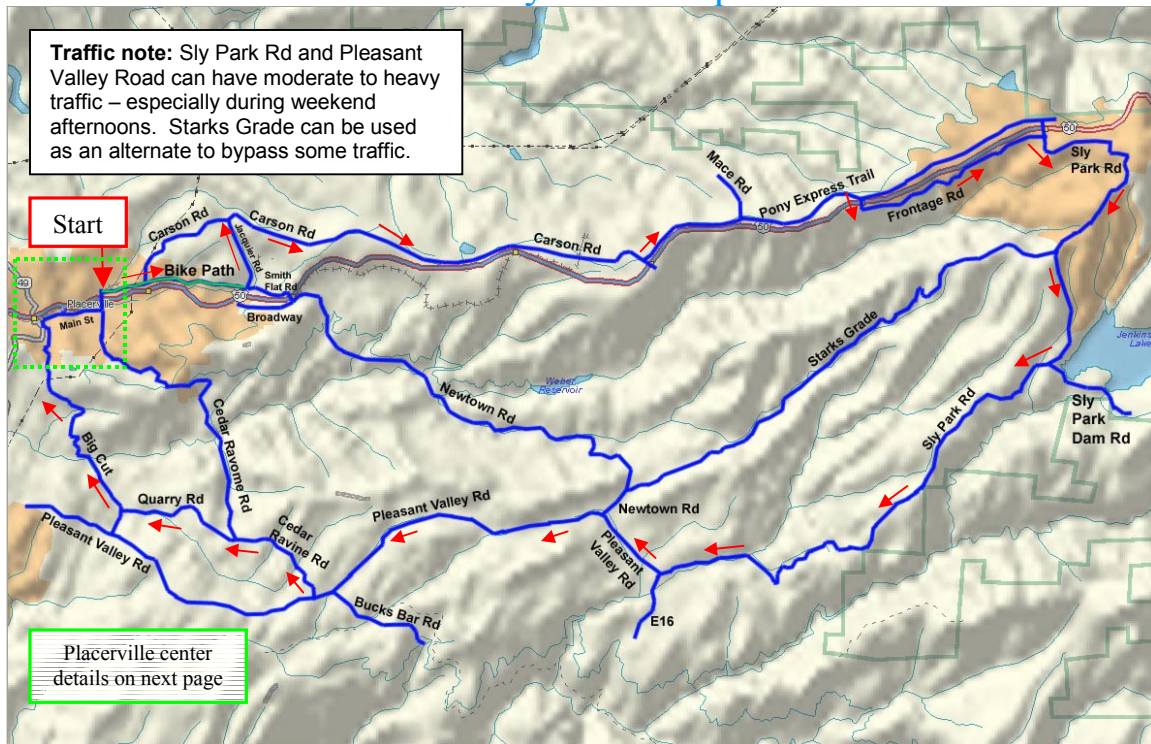 Traffic note: Sly Park Rd and Pleasant
Valley Road can have moderate to heavy
traffic – especially during weekend
afternoons.  Starks Grade can be used
as an alternate to bypass some traffic.
50
Sly
Park Rd
Mace Rd
Pony Express Trail
Frontage Rd
50
Start
Carson Rd
Carson Rd
Carson Rd
Jacquier Rd
Bike Path
Smith
Flat Rd
49
Placerville
50
Main St
Broadway
Starks Grade
Jenkins
Lake
Weber
Reservoir
Newtown Rd
Cedar Ravome Rd
Sly Park Rd
Sly
Park
Dam Rd
Big Cut
Quarry Rd
Pleasant Valley Rd
Newtown Rd
Cedar
Ravine Rd
Pleasant
Valley Rd
Pleasant Valley Rd
Bucks Bar Rd
E16
Placerville center
details on next page